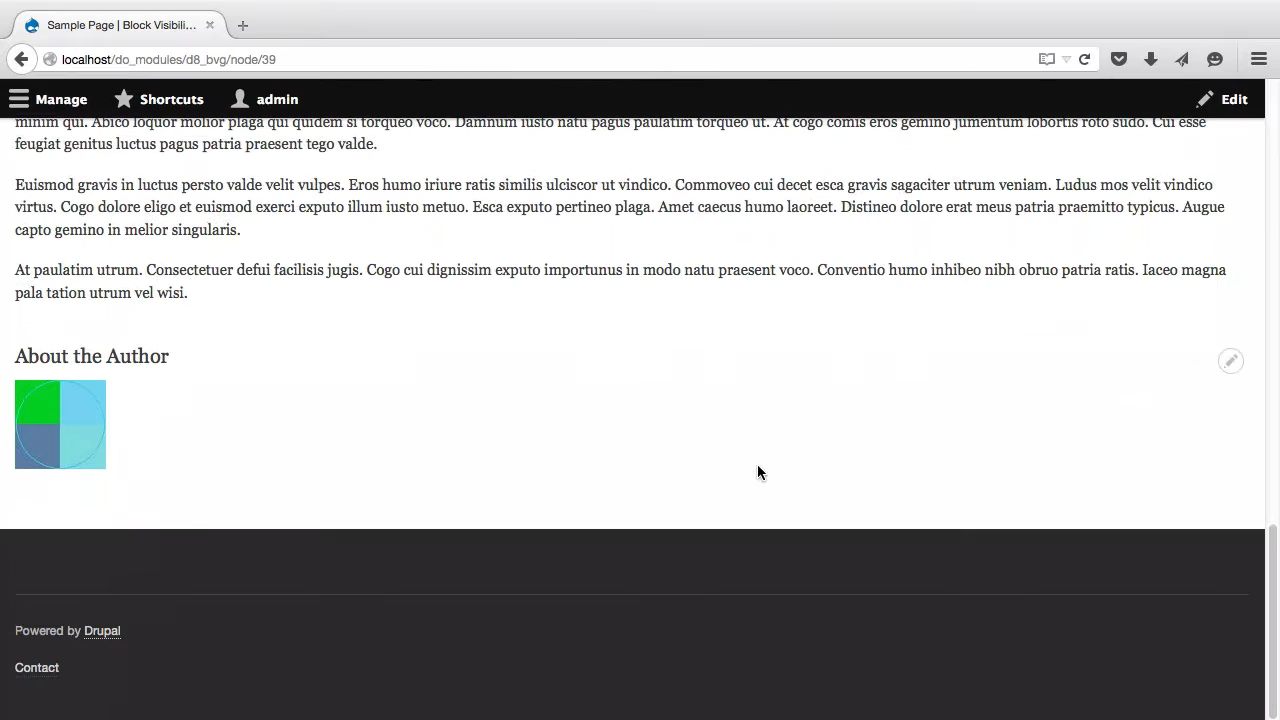 Sample Page | Block Visibili...
localhost/do_modules/d8_bvg/node/39
Manage
Shortcuts
admin
Edit
minim qui. Abico loquor molior plaga qui quidem si torqueo voco. Damnum iusto natu pagus paulatim torqueo ut. At cogo comis eros gemino jumentum lobortis roto sudo. Cui esse
feugiat genitus luctus pagus patria praesent tego valde.
Euismod gravis in luctus persto valde velit vulpes. Eros humo iriure ratis similis ulciscor ut vindico. Commoveo cui decet esca gravis sagaciter utrum veniam. Ludus mos velit vindico
virtus. Cogo dolore eligo et euismod exerci exputo illum iusto metuo. Esca exputo pertineo plaga. Amet caecus humo laoreet. Distineo dolore erat meus patria praemitto typicus. Augue
capto gemino in melior singularis.
At paulatim utrum. Consectetuer defui facilisis jugis. Cogo cui dignissim exputo importunus in modo natu praesent voco. Conventio humo inhibeo nibh obruo patria ratis. Iaceo magna
pala tation utrum vel wisi.
About the Author
Powered by Drupal
Contact